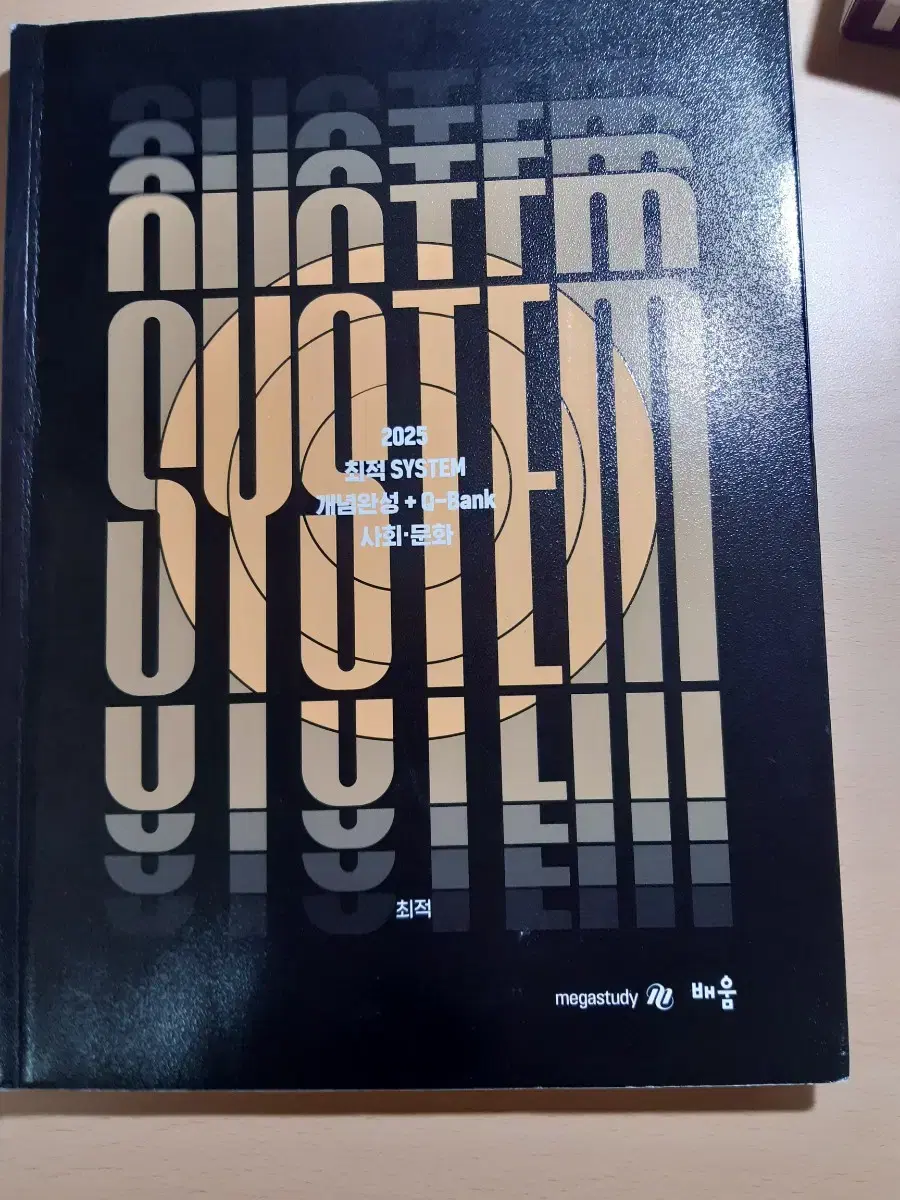 SYSTEM
2025
최적 SYSTEM
개념완성 + Q-Bank
사회·문화
최적
megastudy 배움